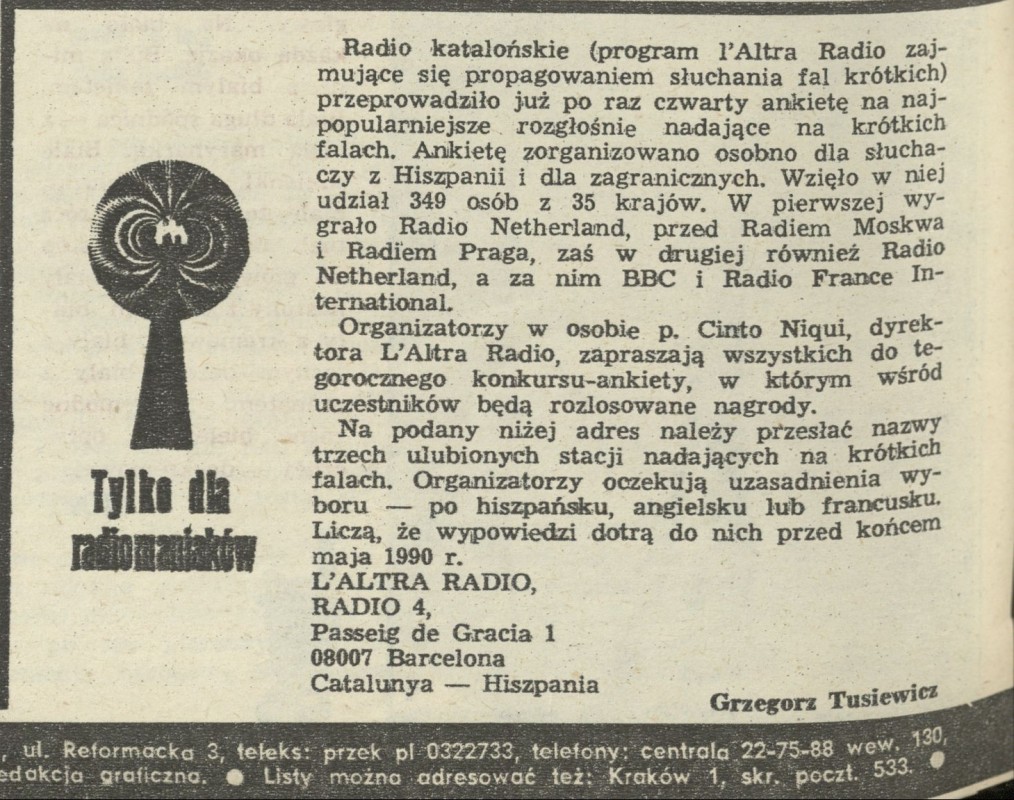 Radio katalońskie (program l'Altra Radio zaj-
mujące się propagowaniem słuchania fal krótkich)
przeprowadziło już po raz czwarty ankietę na naj-
popularniejsze rozgłośnie nadające na krótkich
falach. Ankietę zorganizowano osobno dla słucha-
czy z Hiszpanii i dla zagranicznych. Wzięło w niej
udział 349 osób z 35 krajów. W pierwszej wy-
grało Radio Netherland, przed Radiem Moskwa
i Radiem Praga, zaś w drugiej również Radio
Netherland, a za nim BBC i Radio France In-
ternational.
Organizatorzy w osobie p. Cinto Niqui, dyrek-
tora L'Altra Radio, zapraszają wszystkich do te-
gorocznego konkursu-ankiety, w którym wśród
uczestników będą rozlosowane nagrody.
Na podany niżej adres należy przesłać nazwy
trzech ulubionych stacji nadających na krótkich
falach. Organizatorzy oczekują uzasadnienia wy-
boru — po hiszpańsku, angielsku lub francusku.
Liczą, że wypowiedzi dotrą do nich przed końcem
maja 1990 r.
L'ALTRA RADIO,
RADIO 4,
Passeig de Gracia 1
08007 Barcelona
Catalunya — Hiszpania
Grzegorz Tusiewicz
Tylko dla
radiomaniaków
, ul. Reformacka 3, teleks: przek pl 0322733, telefony: centrala 22-75-88 wew. 130,
edakcja graficzna. ● Listy można adresować też: Kraków 1, skr. poczt. 533. ●